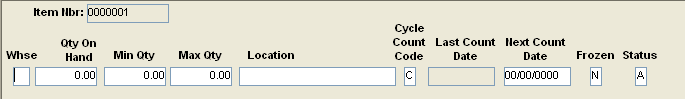 Item Nbr: 0000001
Cycle
Qty On Count Last Count Next Count
Whse Hand Min Qty Max Qty Location Code Date Date Frozen Status
0.00 0.00 0.00 C 00/00/0000 N A